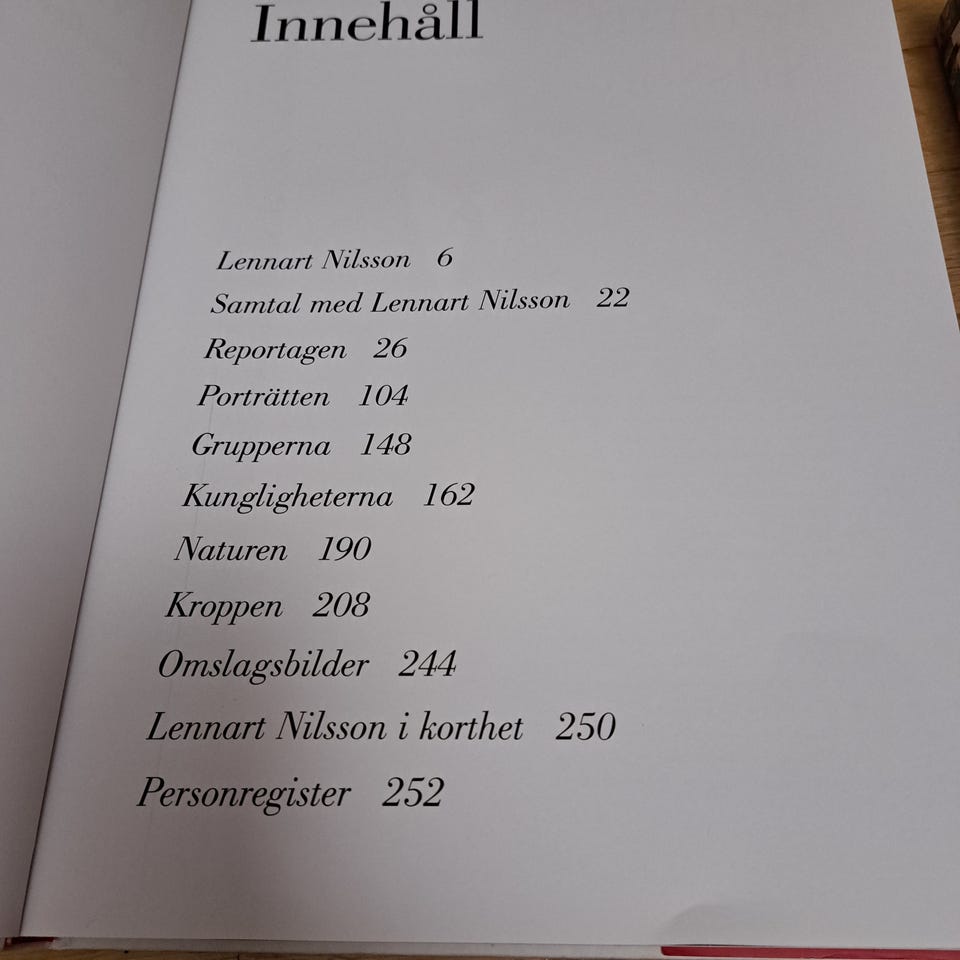 Innehåll
Lennart Nilsson 6
Samtal med Lennart Nilsson 22
Reportagen 26
Porträtten 104
Grupperna 148
Kungligheterna 162
Naturen 190
Kroppen 208
Omslagsbilder 244
Lennart Nilsson i korthet 250
Personregister 252